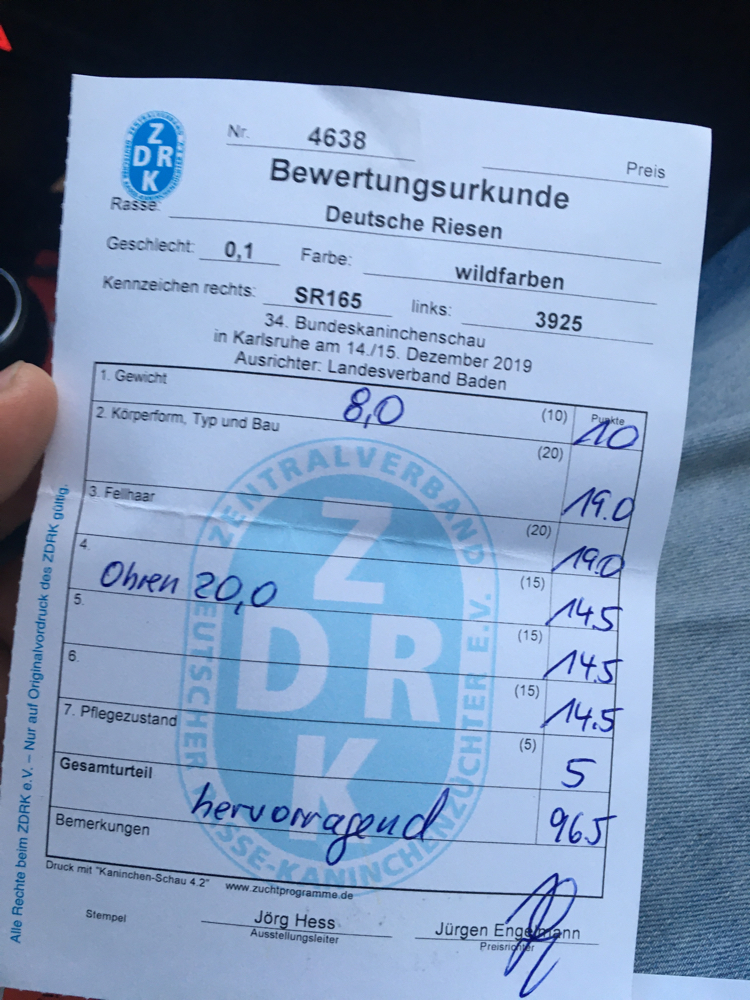 Z
DR
K
Nr. 4638
Preis
Bewertungsurkunde
Rasse: Deutsche Riesen
Geschlecht: 0,1 Farbe: wildfarben
Kennzeichen rechts: SR165 links: 3925
34. Bundeskaninchenschau
in Karlsruhe am 14./15. Dezember 2019
Ausrichter: Landesverband Baden
1. Gewicht 8,0 (10) Punkte 10
2. Körperform, Typ und Bau (20) 19.0
3. Fellhaar (20) 19.0
4. Ohren 20,0 (15) 14.5
5. (15) 14.5
6. (15) 14.5
7. Pflegezustand (5) 5
Gesamturteil hervorragend 96.5
Bemerkungen
ZENTRALVERBAND DEUTSCHER RASSE-KANINCHENZÜCHTER E.V.
Z
DR
K
Druck mit "Kaninchen-Schau 4.2" www.zuchtprogramme.de
Stempel
Jörg Hess
Ausstellungsleiter
Jürgen Engelmann
Preisrichter
Alle Rechte beim ZDRK e.V. – Nur auf Originalvordruck des ZDRK gültig.